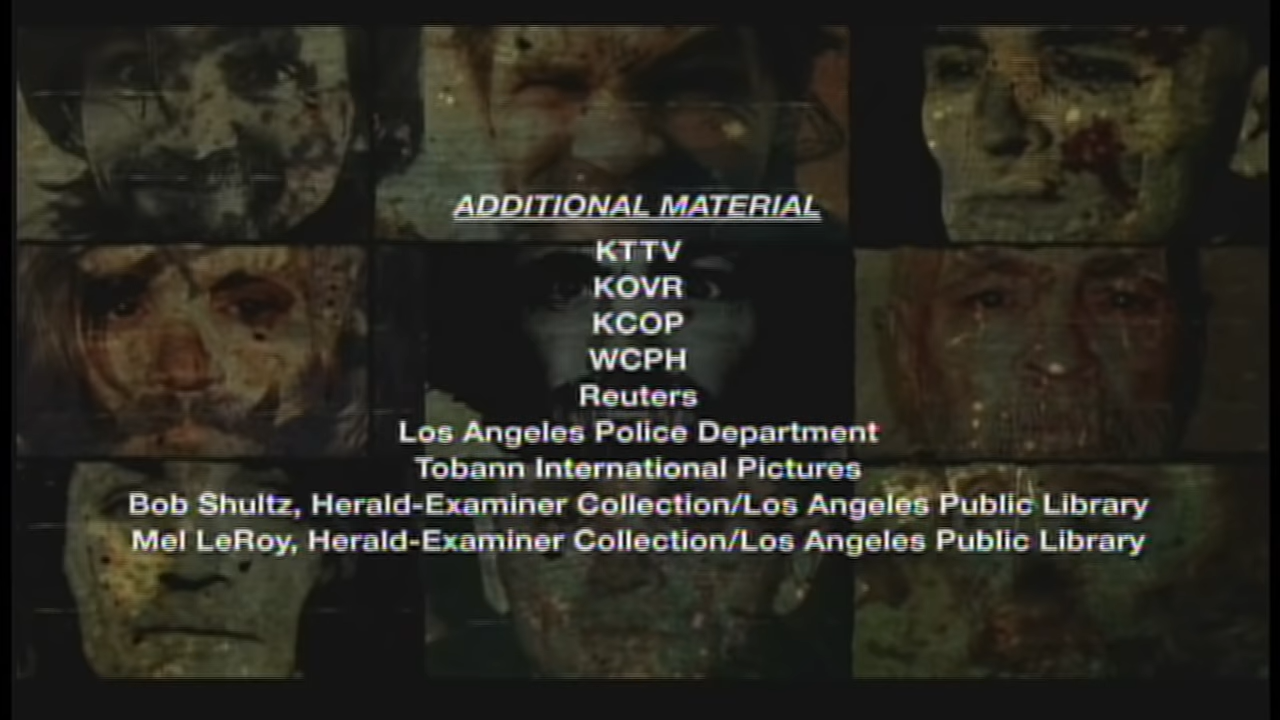 ADDITIONAL MATERIAL
KTTV
KOVR
KCOP
WCPH
Reuters
Los Angeles Police Department
Tobann International Pictures
Bob Shultz, Herald-Examiner Collection/Los Angeles Public Library
Mel LeRoy, Herald-Examiner Collection/Los Angeles Public Library